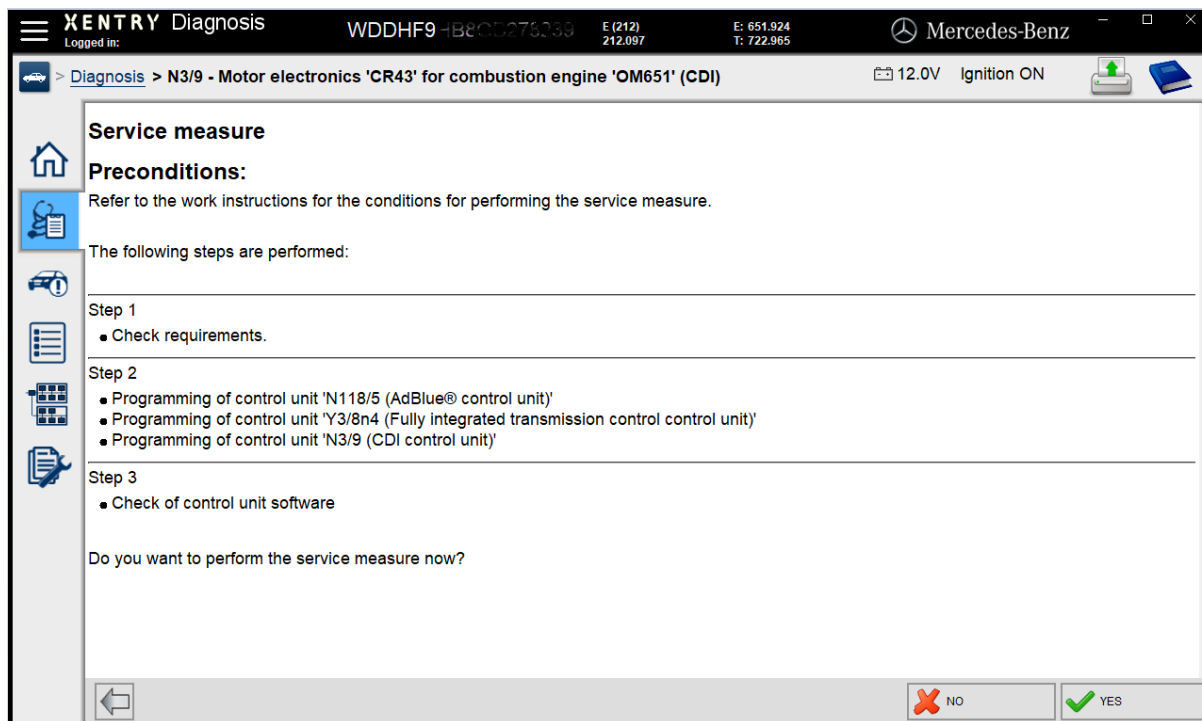 XENTRY Diagnosis
Logged in:
WDDHF9
E (212)
212.097
E: 651.924
T: 722.965
Mercedes-Benz
> Diagnosis > N3/9 - Motor electronics 'CR43' for combustion engine 'OM651' (CDI)
12.0V
Ignition ON
Service measure
Preconditions:
Refer to the work instructions for the conditions for performing the service measure.
The following steps are performed:
Step 1
• Check requirements.
Step 2
• Programming of control unit 'N118/5 (AdBlue® control unit)'
• Programming of control unit 'Y3/8n4 (Fully integrated transmission control control unit)'
• Programming of control unit 'N3/9 (CDI control unit)'
Step 3
• Check of control unit software
Do you want to perform the service measure now?
NO
YES